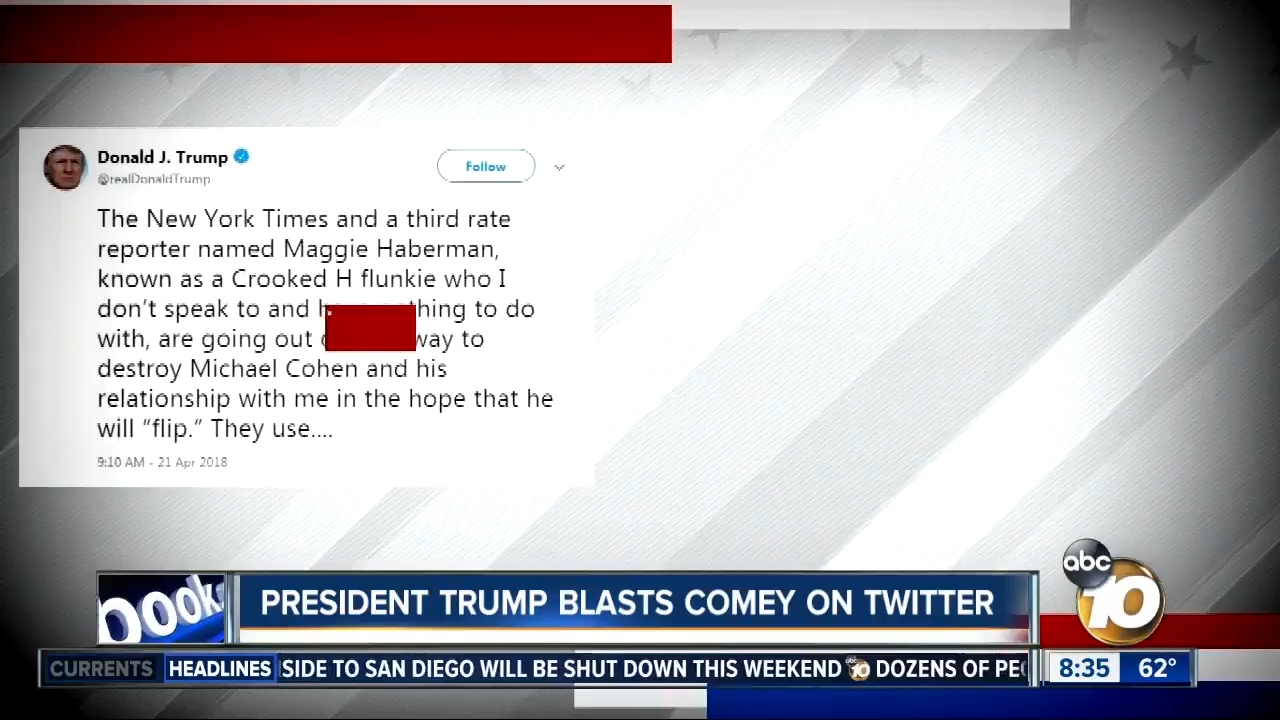 Donald J. Trump
@realDonaldTrump
Follow
The New York Times and a third rate
reporter named Maggie Haberman,
known as a Crooked H flunkie who I
don't speak to and hing to do
with, are going out way to
destroy Michael Cohen and his
relationship with me in the hope that he
will “flip.” They use....
9:10 AM - 21 Apr 2018
abc
10
Dook
PRESIDENT TRUMP BLASTS COMEY ON TWITTER
CURRENTS HEADLINES SIDE TO SAN DIEGO WILL BE SHUT DOWN THIS WEEKEND abc 10 DOZENS OF PE
8:35 62°